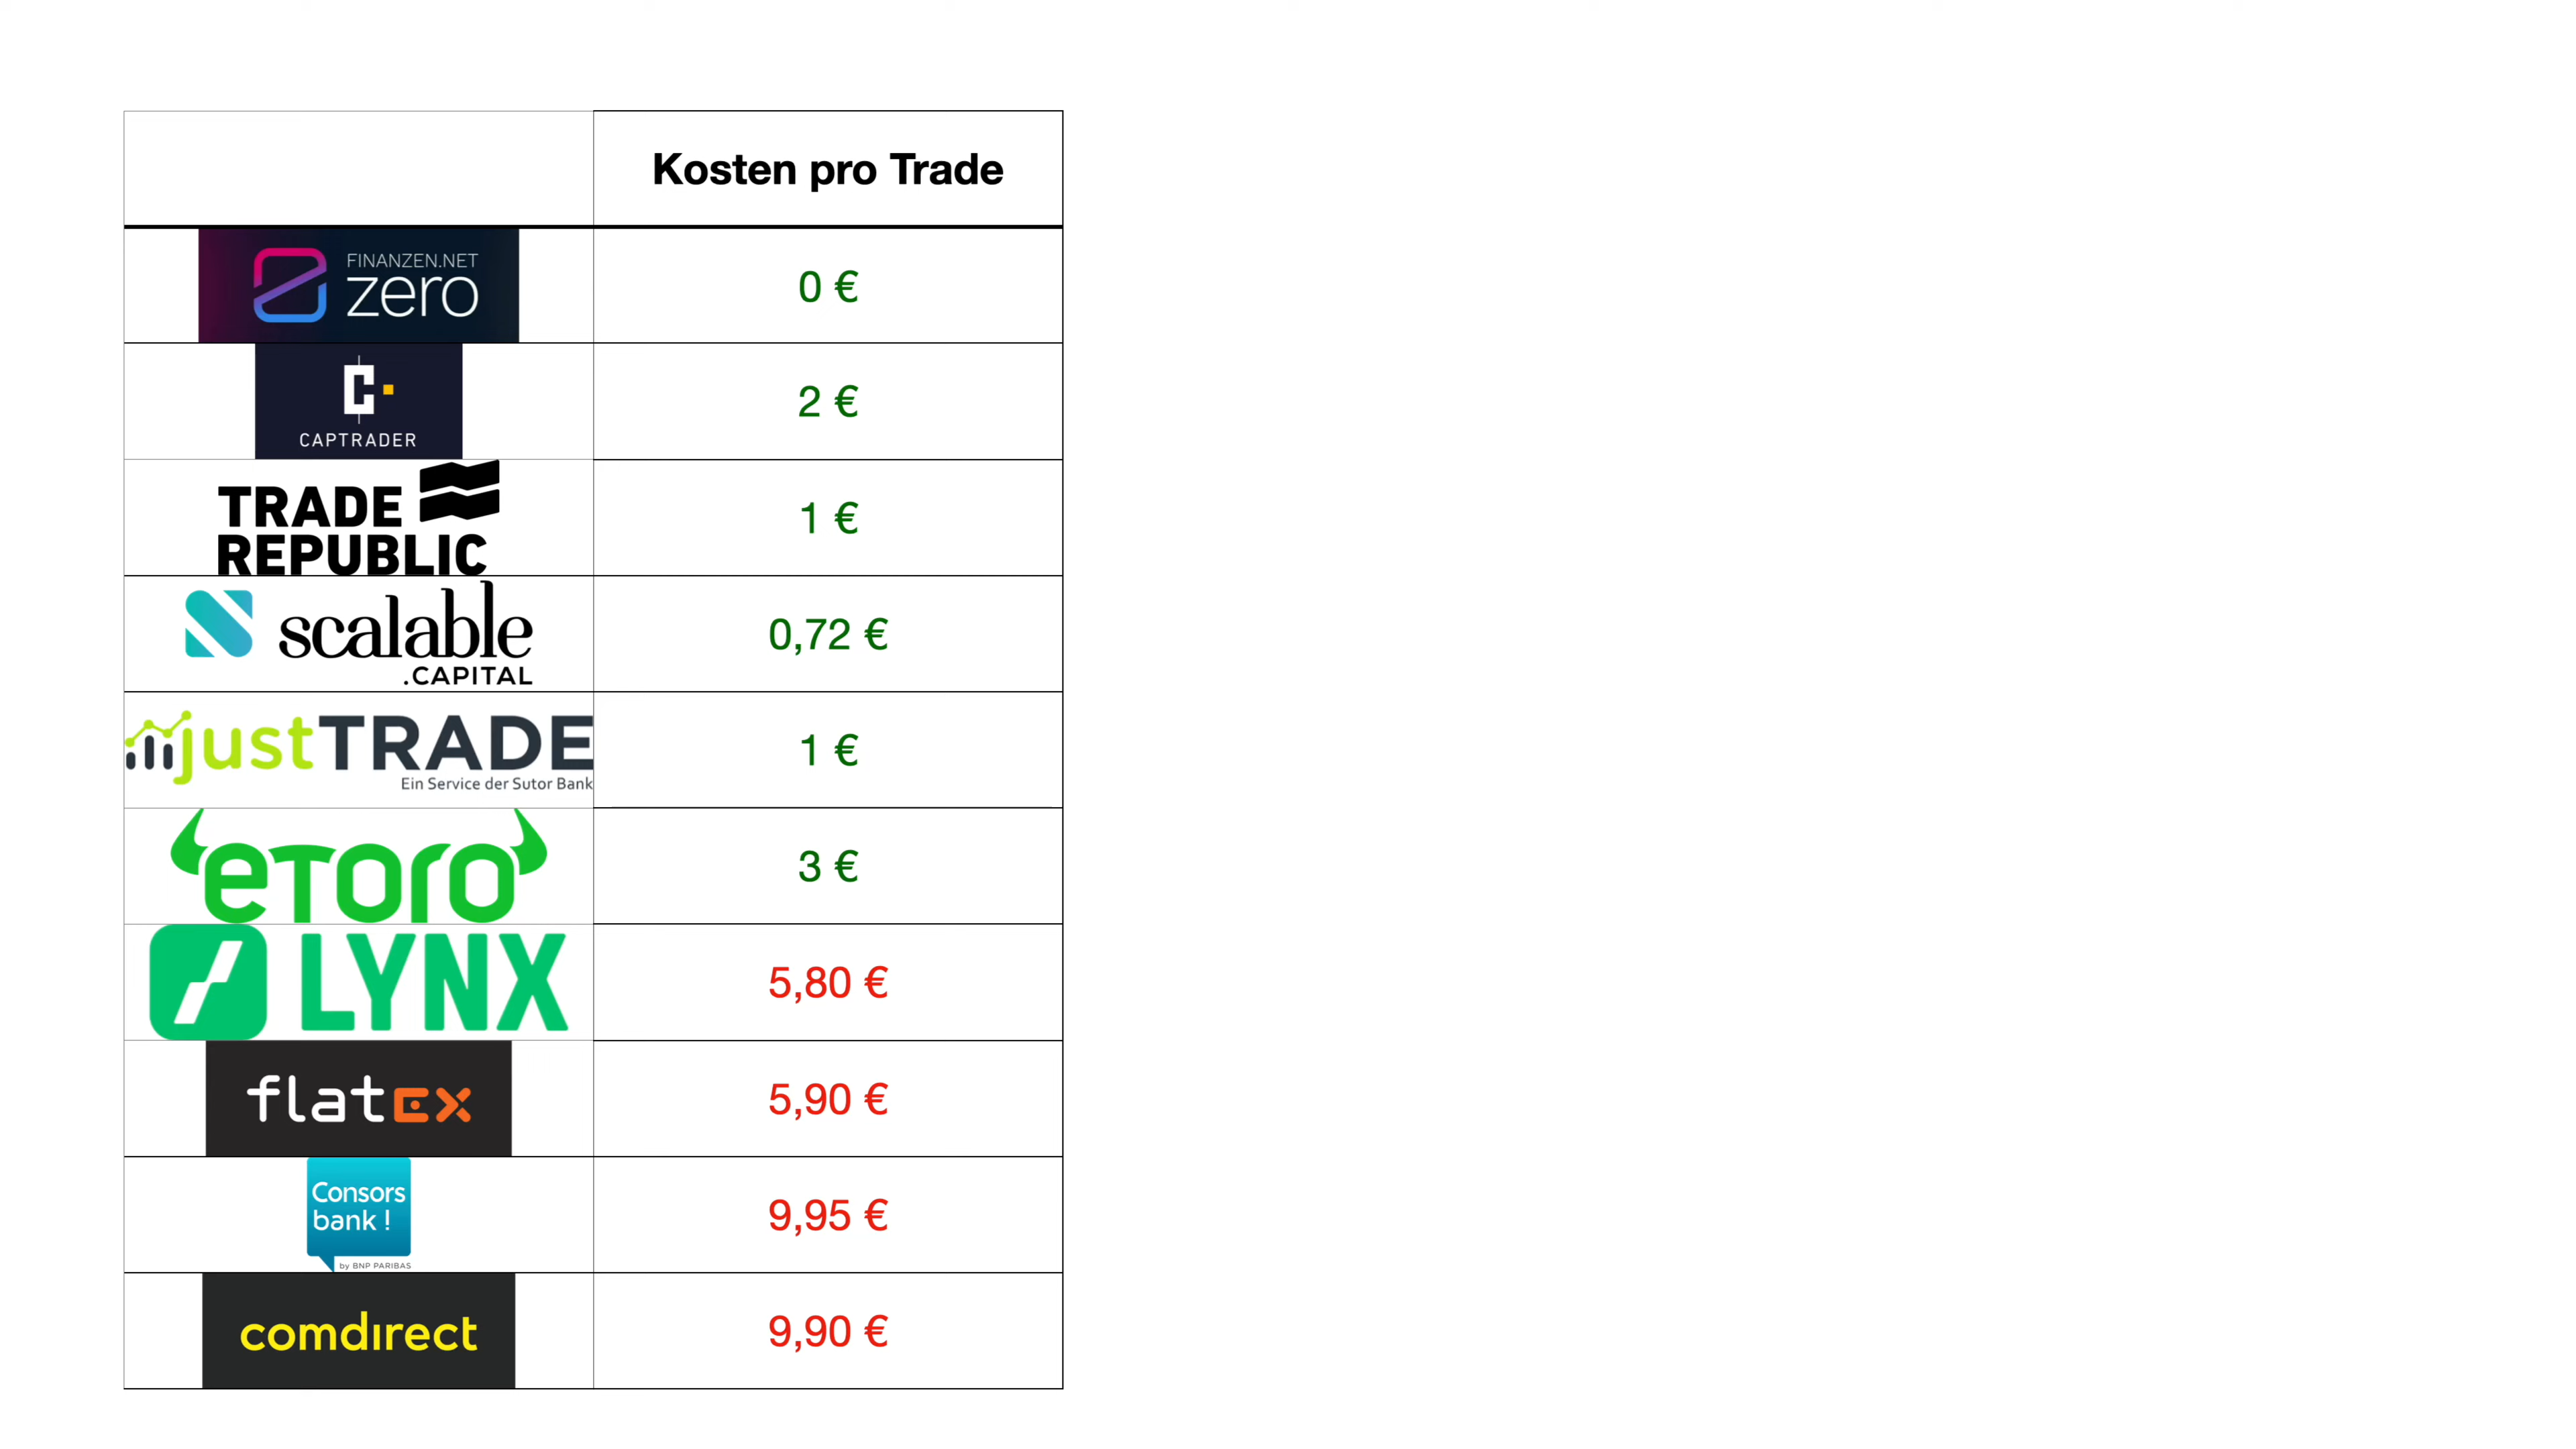 Kosten pro Trade
FINANZEN.NET
zero
0 €
CAPTRADER
2 €
TRADE
REPUBLIC
1 €
scalable
.CAPITAL
0,72 €
justTRADE
Ein Service der Sutor Bank
1 €
eToro
3 €
LYNX
5,80 €
flatex
5,90 €
Consors
bank!
by BNP PARIBAS
9,95 €
comdirect
9,90 €